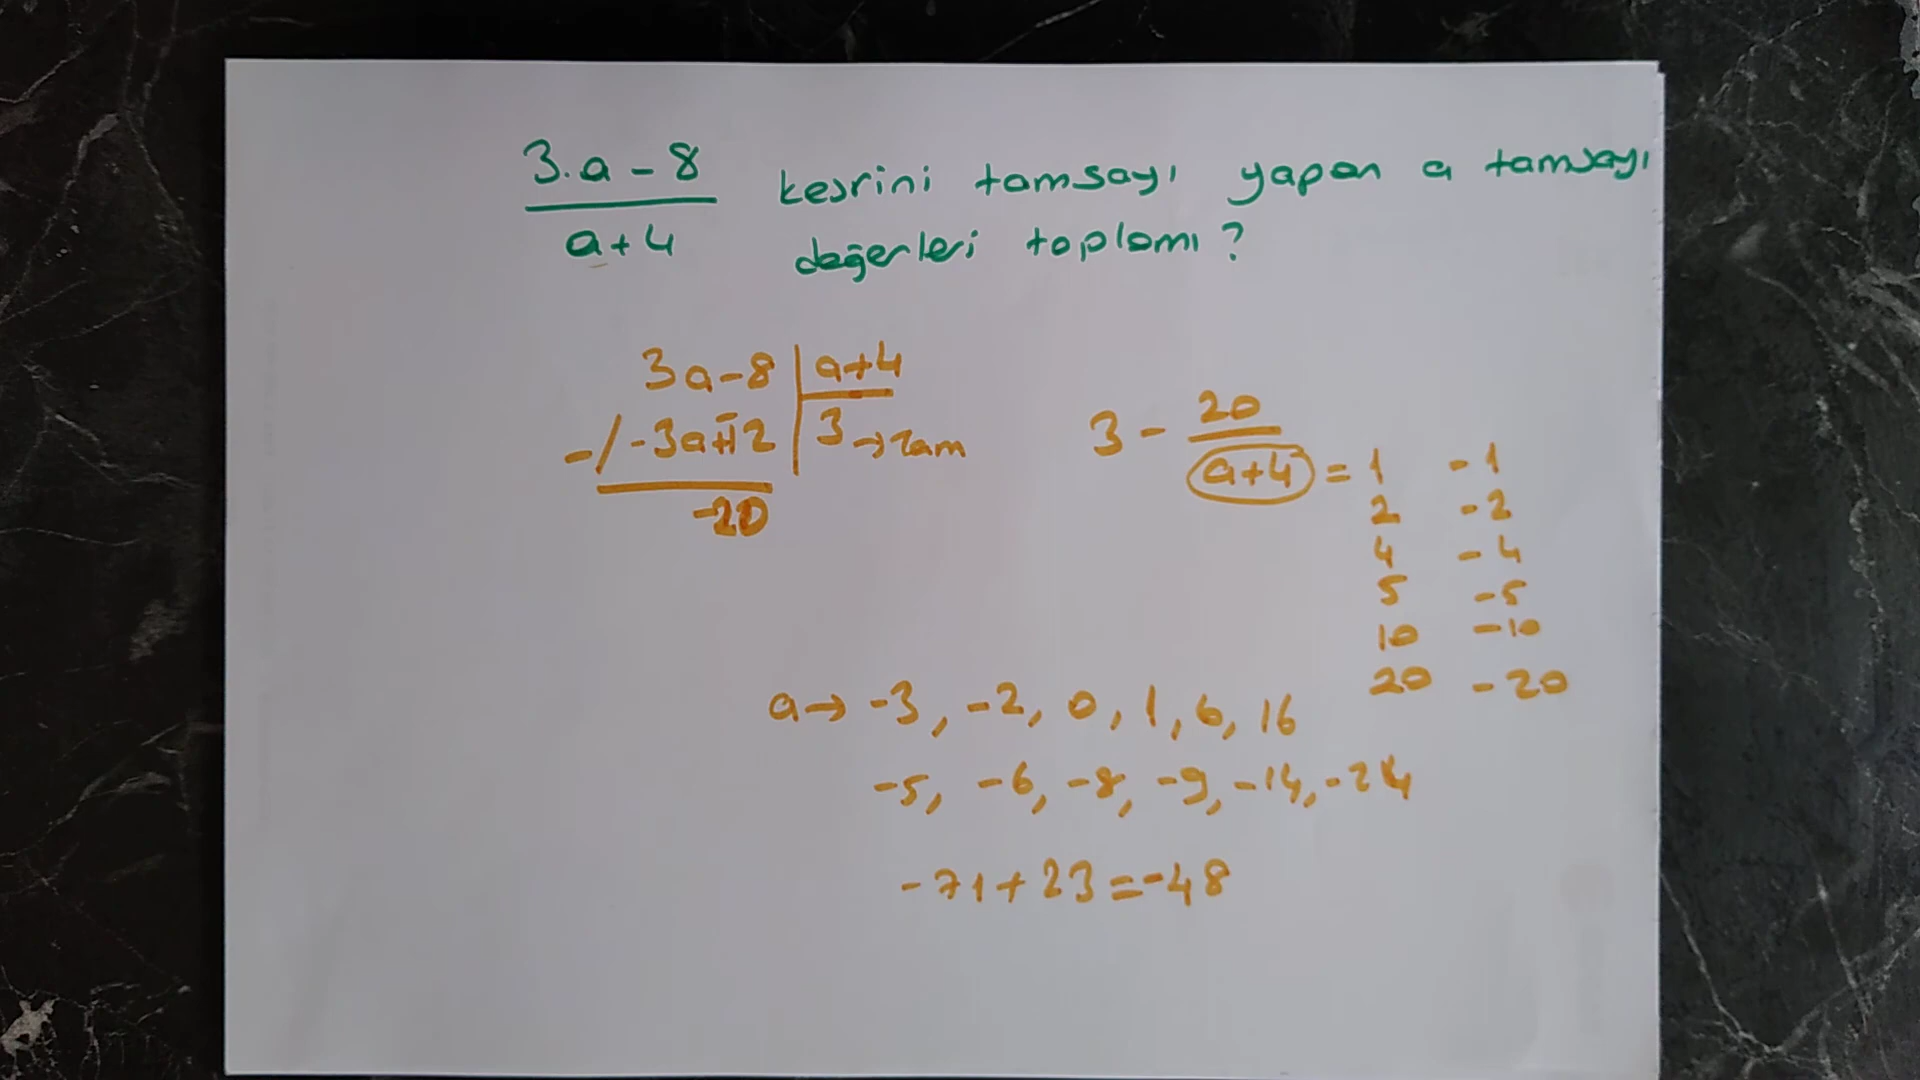 3.a - 8 / a+4 kesrini tamsayı yapan a tamsayı
değerleri toplamı?
3a-8 | a+4
-/ -3a+12 | 3 → Tam
-20
3 - 20 / a+4 = 1 -1
2 -2
4 -4
5 -5
10 -10
20 -20
a → -3, -2, 0, 1, 6, 16
-5, -6, -8, -9, -14, -24
-71+23=-48